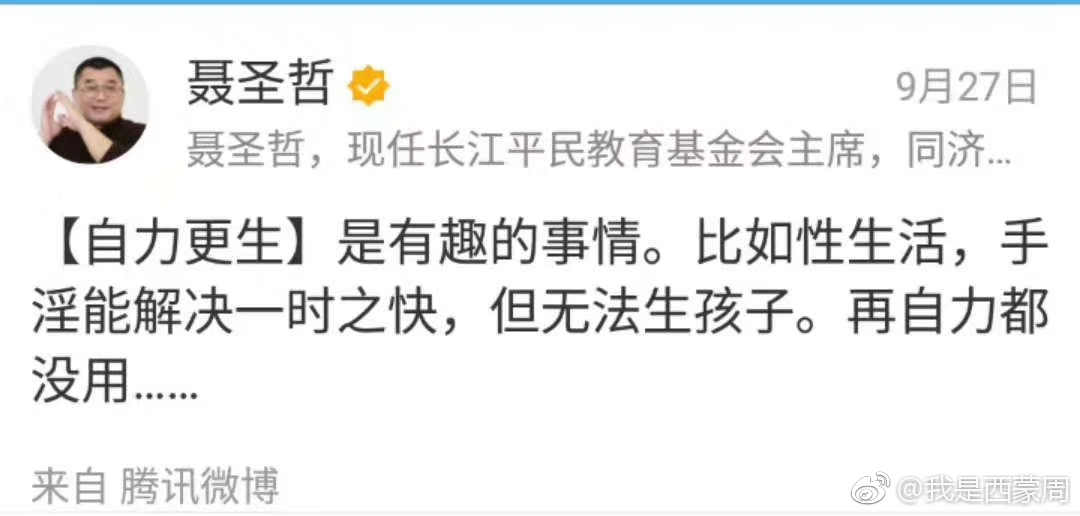 聂圣哲
9月27日
聂圣哲，现任长江平民教育基金会主席，同济...
【自力更生】是有趣的事情。比如性生活，手
淫能解决一时之快，但无法生孩子。再自力都
没用……
来自 腾讯微博
@我是西蒙周